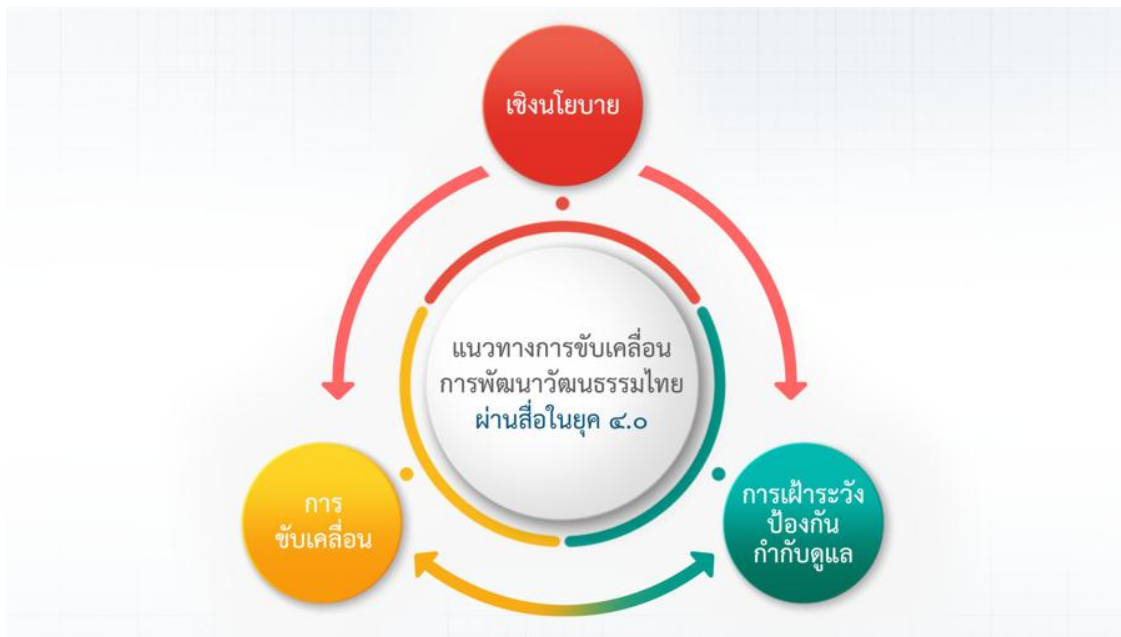 เชิงนโยบาย
แนวทางการขับเคลื่อน
การพัฒนาวัฒนธรรมไทย
ผ่านสื่อในยุค ๔.๐
การ
ขับเคลื่อน
การเฝ้าระวัง
ป้องกัน
กำกับดูแล